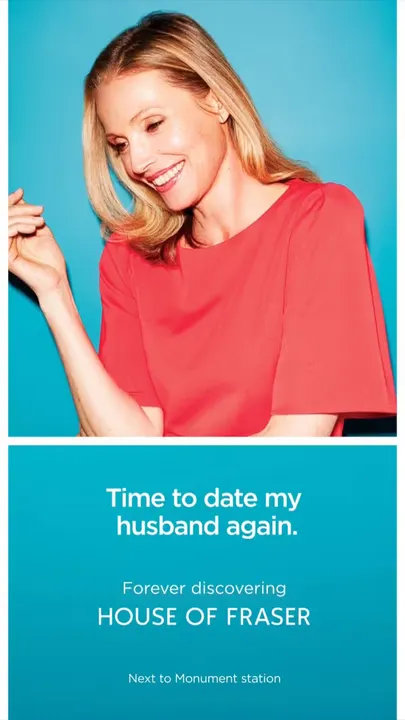 Time to date my
husband again.
Forever discovering
HOUSE OF FRASER
Next to Monument station